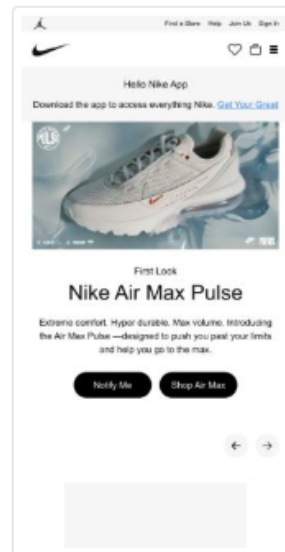 Find a Store Help Join Us Sign In
Hello Nike App
Download the app to access everything Nike. Get Your Great
First Look
Nike Air Max Pulse
Extreme comfort. Hyper durable. Max volume. Introducing
the Air Max Pulse —designed to push you past your limits
and help you go to the max.
Notify Me
Shop Air Max